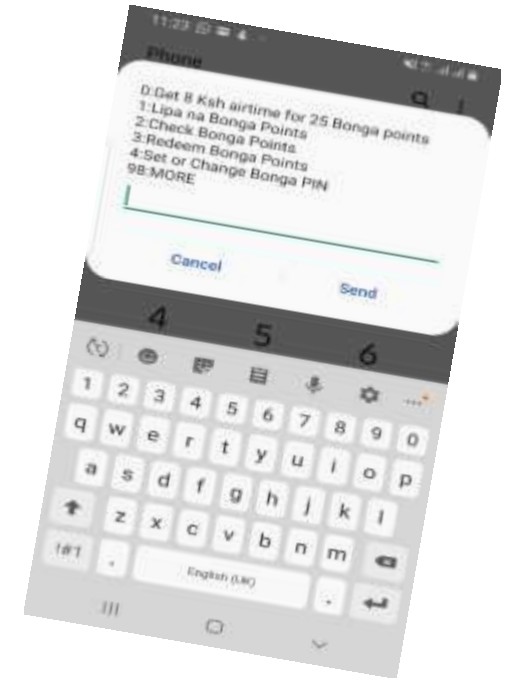 11:23
Phone
0:Get 8 Ksh airtime for 25 Bonga points
1:Lipa na Bonga Points
2:Check Bonga Points
3:Redeem Bonga Points
4:Set or Change Bonga PIN
98:MORE
Cancel Send
4 5 6
1 2 3 4 5 6 7 8 9 0
q w e r t y u i o p
a s d f g h j k l
z x c v b n m
!#1 , English (UK) .